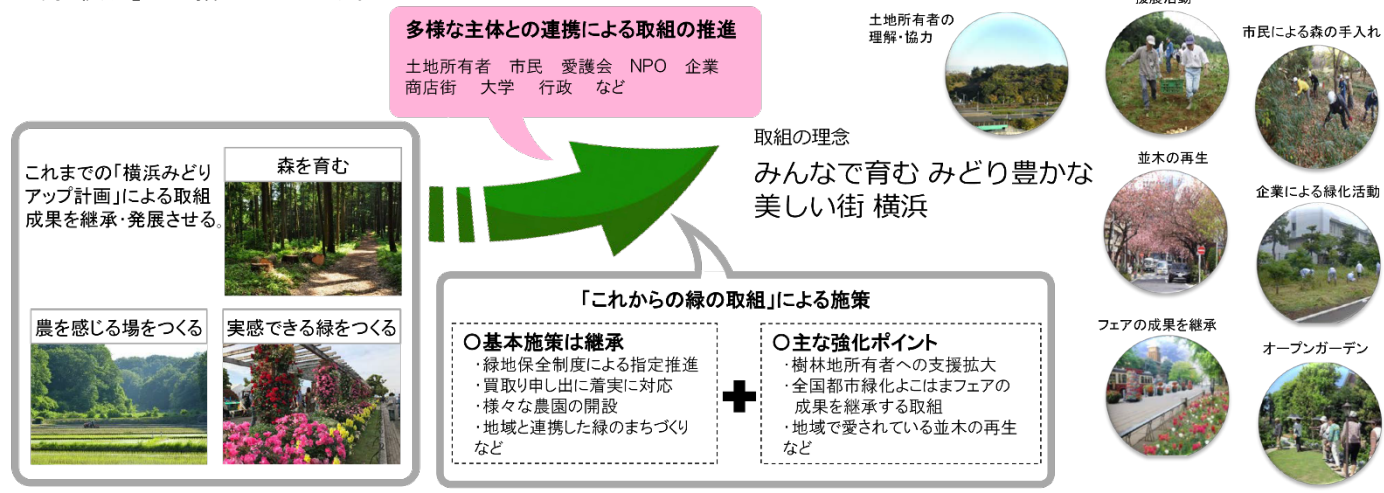 多様な主体との連携による取組の推進
土地所有者 市民 愛護会 NPO 企業
商店街 大学 行政 など
これまでの「横浜みどり
アップ計画」による取組
成果を継承・発展させる。
森を育む
農を感じる場をつくる
実感できる緑をつくる
取組の理念
みんなで育む みどり豊かな
美しい街 横浜
「これからの緑の取組」による施策
〇基本施策は継承
・緑地保全制度による指定推進
・買取り申し出に着実に対応
・様々な農園の開設
・地域と連携した緑のまちづくり
など
〇主な強化ポイント
・樹林地所有者への支援拡大
・全国都市緑化よこはまフェアの
成果を継承する取組
・地域で愛されている並木の再生
など
土地所有者の
理解・協力
市民による森の手入れ
並木の再生
企業による緑化活動
フェアの成果を継承
オープンガーデン